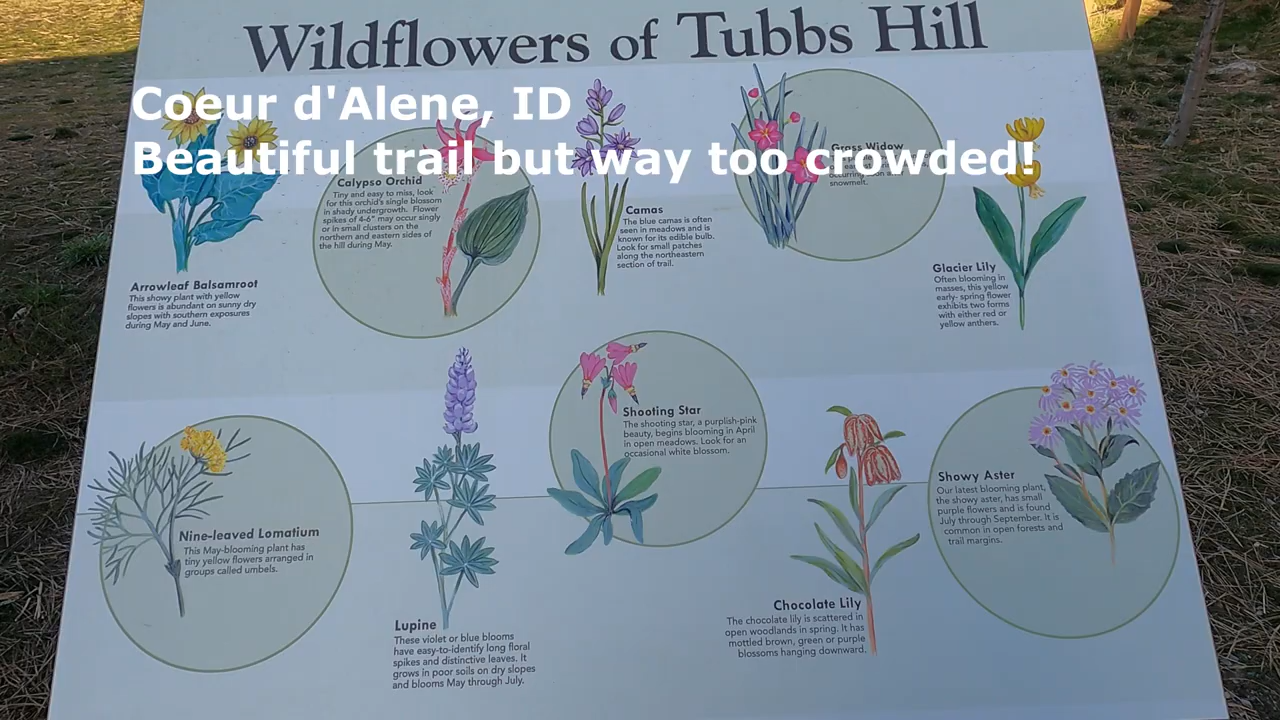 Wildflowers of Tubbs Hill
Coeur d'Alene, ID
Beautiful trail but way too crowded!
Arrowleaf Balsamroot
This showy plant with yellow
flowers is abundant on sunny dry
slopes with southern exposures
during May and June.
Calypso Orchid
Tiny and easy to miss, look
for this orchid's single blossom
in shady undergrowth. Flower
spikes of 4-6" may occur singly
or in small clusters on the
northern and eastern sides of
the hill during May.
Camas
The blue camas is often
seen in meadows and is
known for its edible bulb.
Look for small patches
along the northeastern
section of trail.
Grass Widow
occurring soon after
snowmelt.
Glacier Lily
Often blooming in
masses, this yellow
early- spring flower
exhibits two forms
with either red or
yellow anthers.
Nine-leaved Lomatium
This May-blooming plant has
tiny yellow flowers arranged in
groups called umbels.
Lupine
These violet or blue blooms
have easy-to-identify long floral
spikes and distinctive leaves. It
grows in poor soils on dry slopes
and blooms May through July.
Shooting Star
The shooting star, a purplish-pink
beauty, begins blooming in April
in open meadows. Look for an
occasional white blossom.
Chocolate Lily
The chocolate lily is scattered in
open woodlands in spring. It has
mottled brown, green or purple
blossoms hanging downward.
Showy Aster
Our latest blooming plant,
the showy aster, has small
purple flowers and is found
July through September. It is
common in open forests and
trail margins.